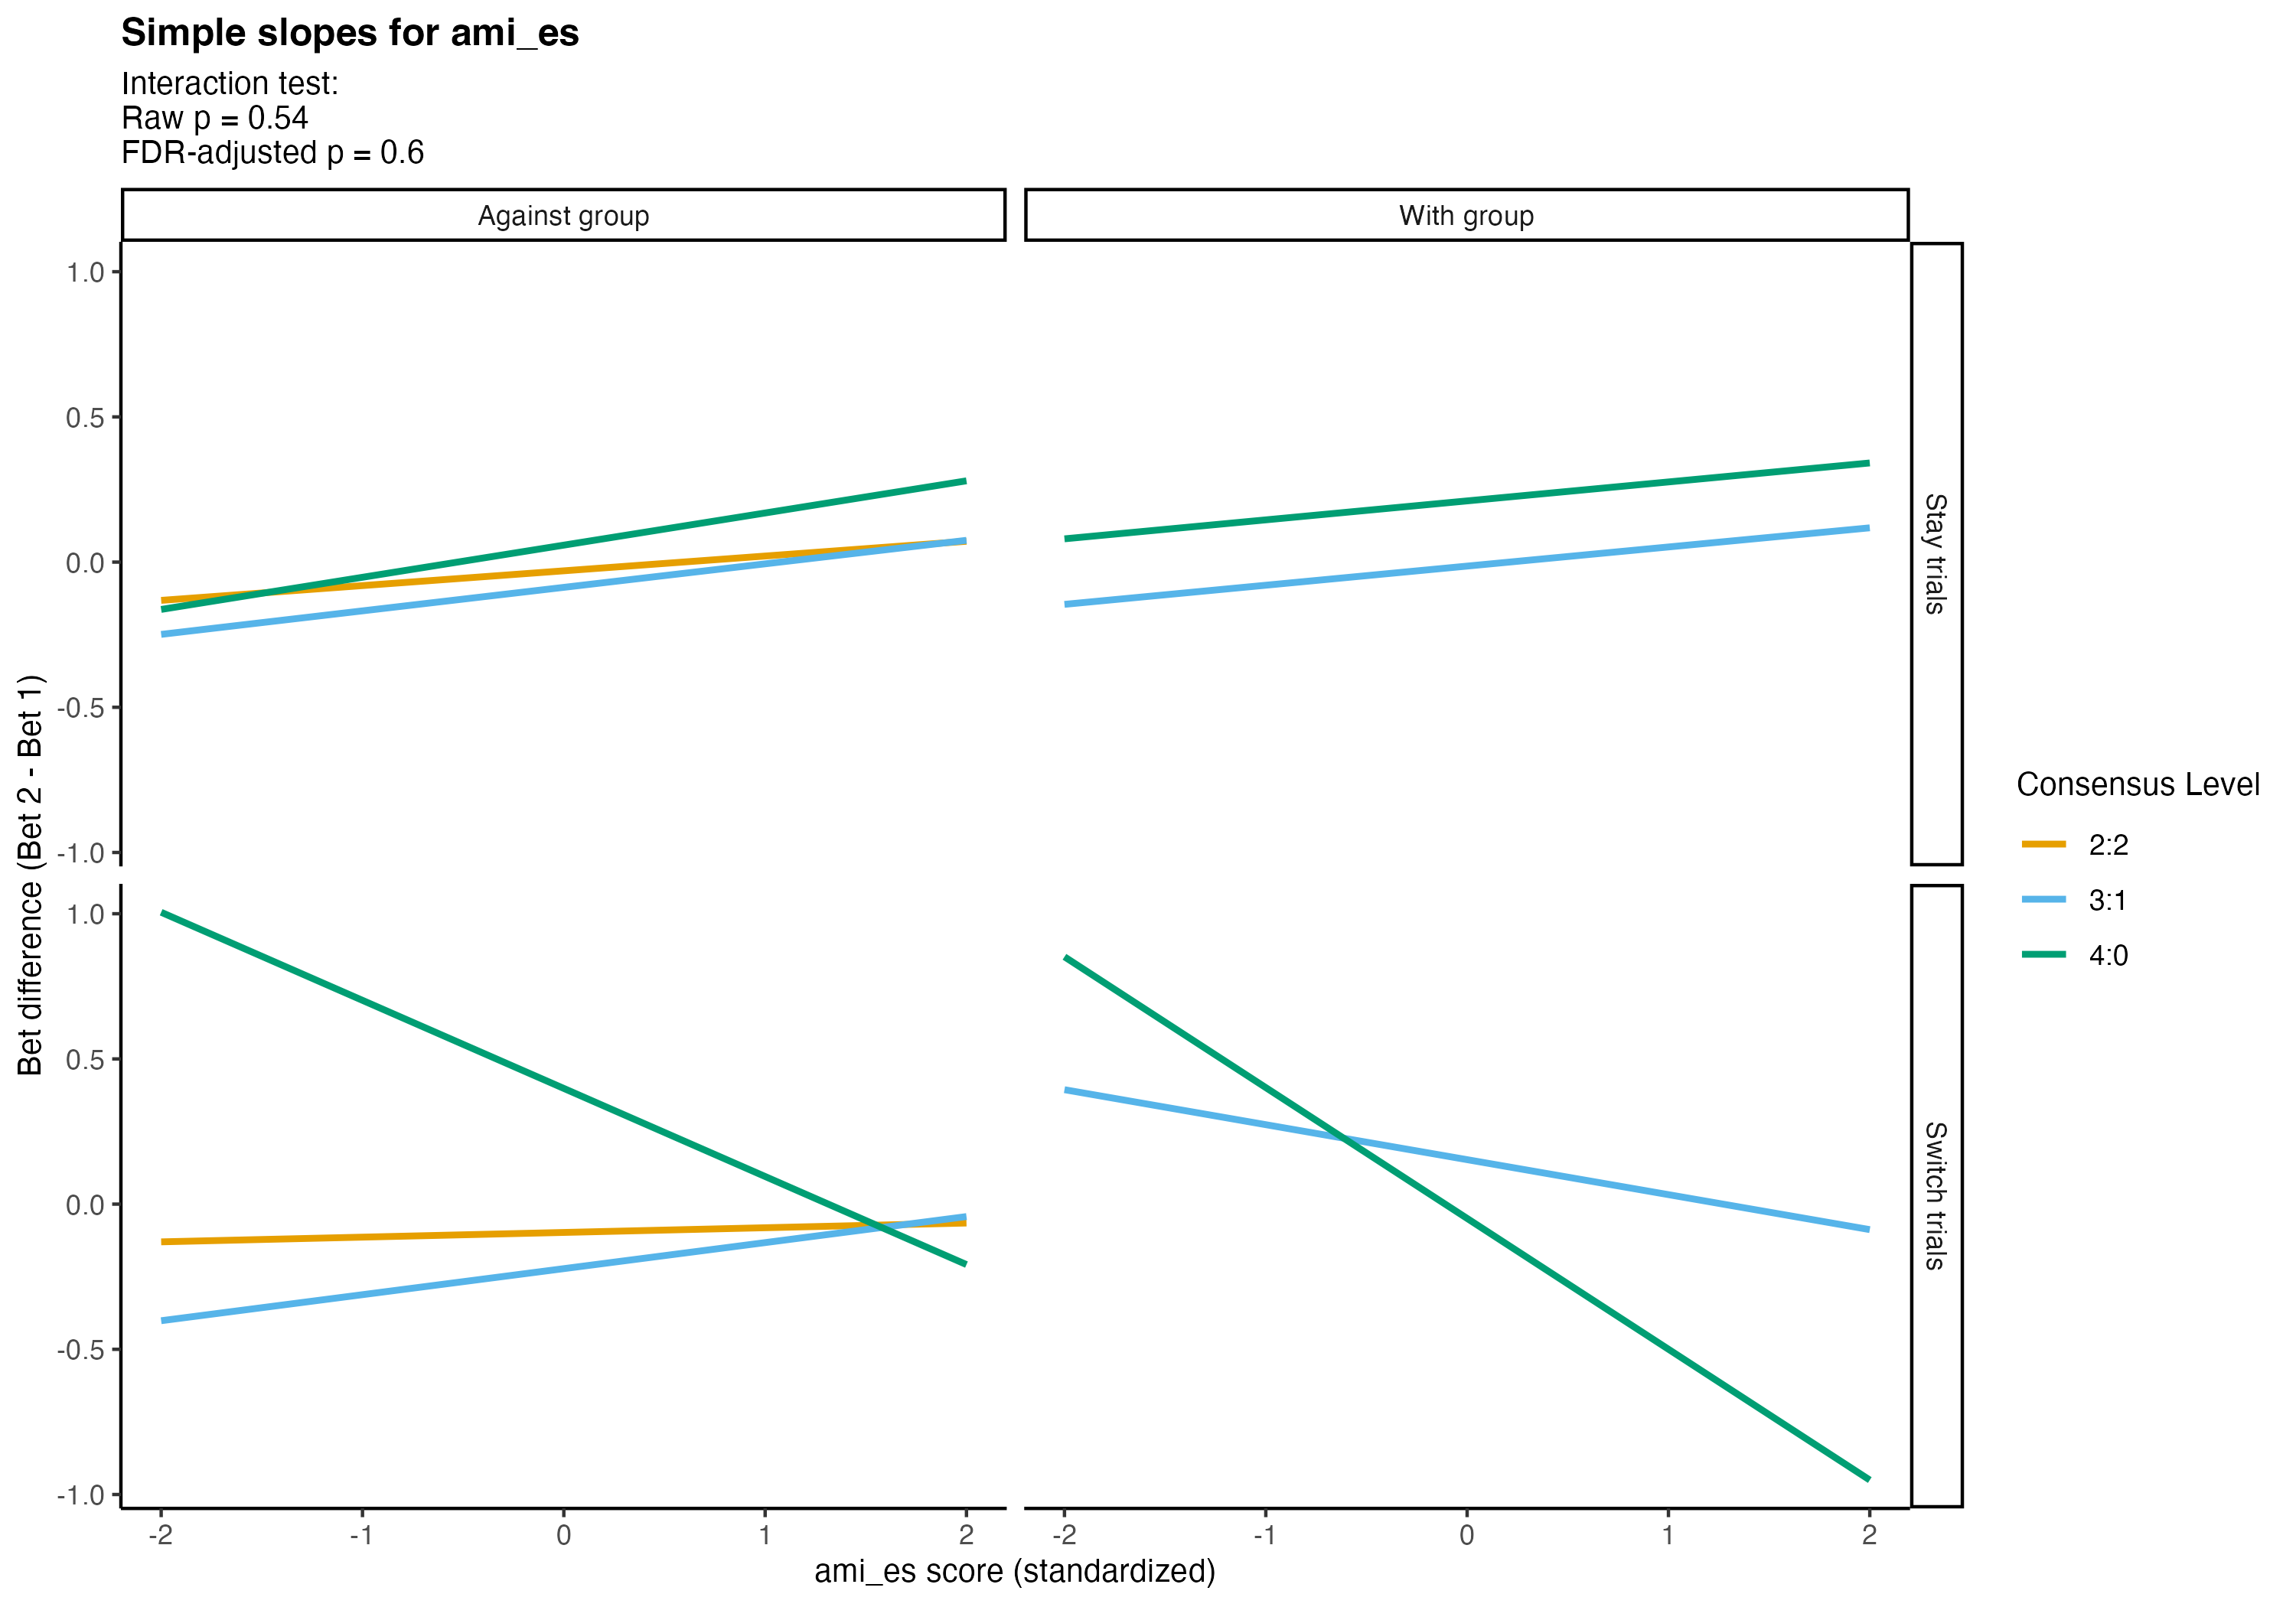 Simple slopes for ami_es
Interaction test:
Raw p = 0.54
FDR-adjusted p = 0.6
Against group
With group
1.0
0.5
0.0
-0.5
-1.0
Stay trials
1.0
0.5
0.0
-0.5
-1.0
Switch trials
Bet difference (Bet 2 - Bet 1)
-2
-1
0
1
2
-2
-1
0
1
2
ami_es score (standardized)
Consensus Level
2:2
3:1
4:0